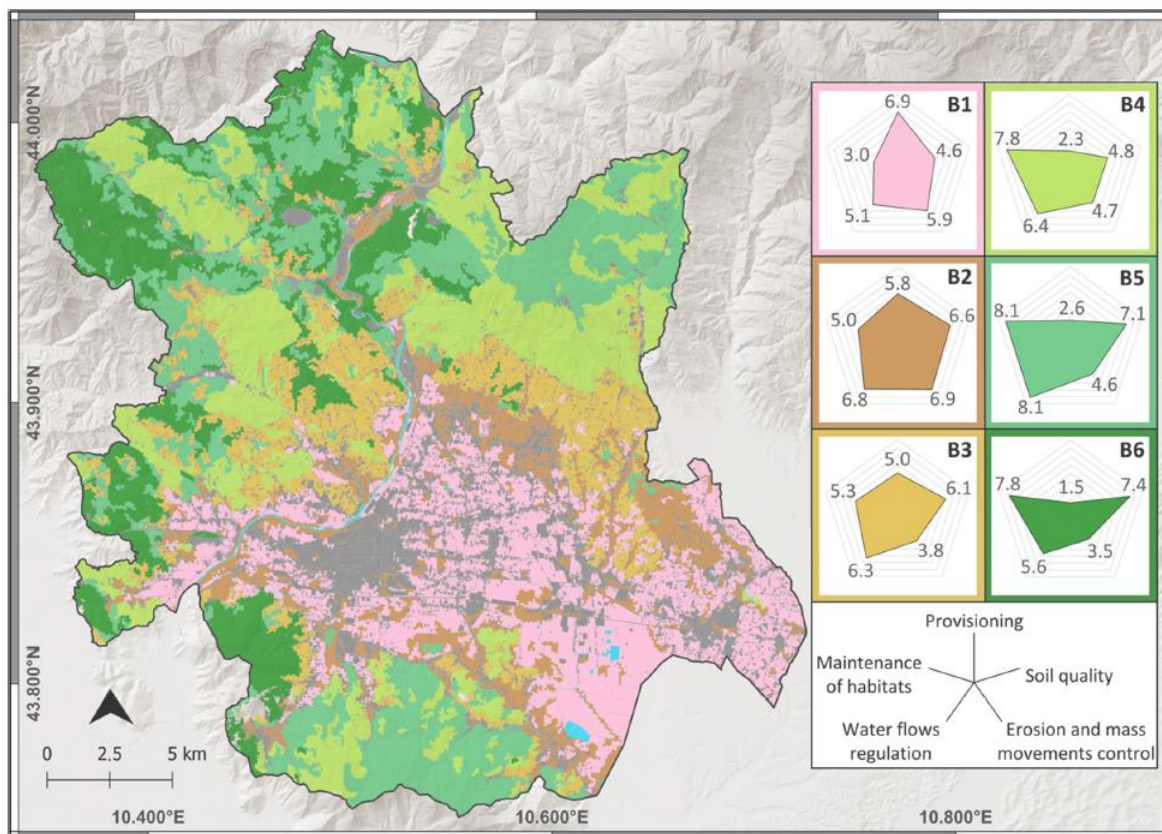 44.000°N
43.900°N
43.800°N
0 2.5 5 km
10.400°E 10.600°E 10.800°E
B1
6.9
3.0 4.6
5.1 5.9
B4
2.3
7.8 4.8
6.4 4.7
B2
5.8
5.0 6.6
6.8 6.9
B5
2.6
8.1 7.1
8.1 4.6
B3
5.0
5.3 6.1
6.3 3.8
B6
1.5
7.8 7.4
5.6 3.5
Provisioning
Maintenance
of habitats
Soil quality
Water flows
regulation
Erosion and mass
movements control